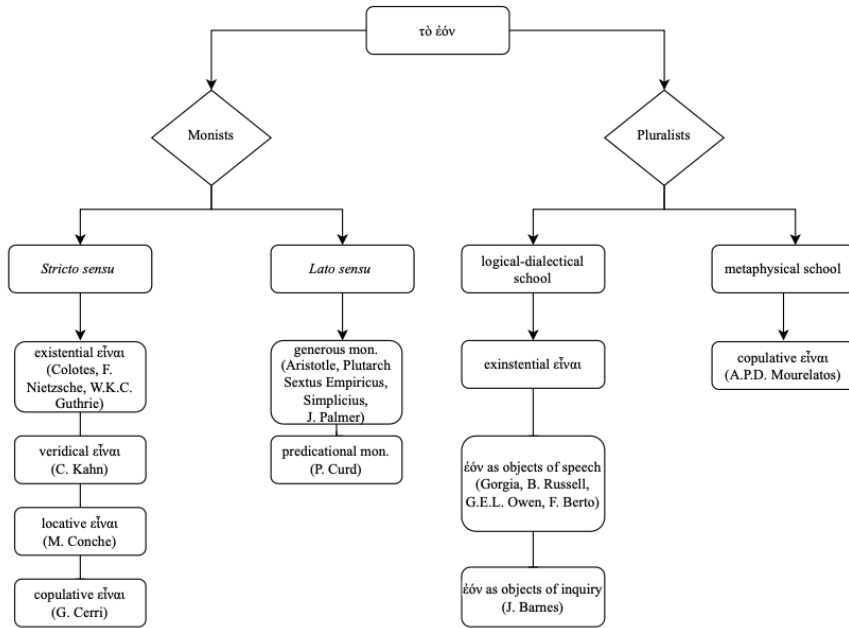 τὸ ἐόν
Monists
Pluralists
Stricto sensu
Lato sensu
logical-dialectical
school
metaphysical school
existential εἶναι
(Colotes, F.
Nietzsche, W.K.C.
Guthrie)
generous mon.
(Aristotle, Plutarch
Sextus Empiricus,
Simplicius,
J. Palmer)
exinstential εἶναι
copulative εἶναι
(A.P.D. Mourelatos)
veridical εἶναι
(C. Kahn)
predicational mon.
(P. Curd)
ἐόν as objects of speech
(Gorgia, B. Russell,
G.E.L. Owen, F. Berto)
locative εἶναι
(M. Conche)
copulative εἶναι
(G. Cerri)
ἐόν as objects of inquiry
(J. Barnes)